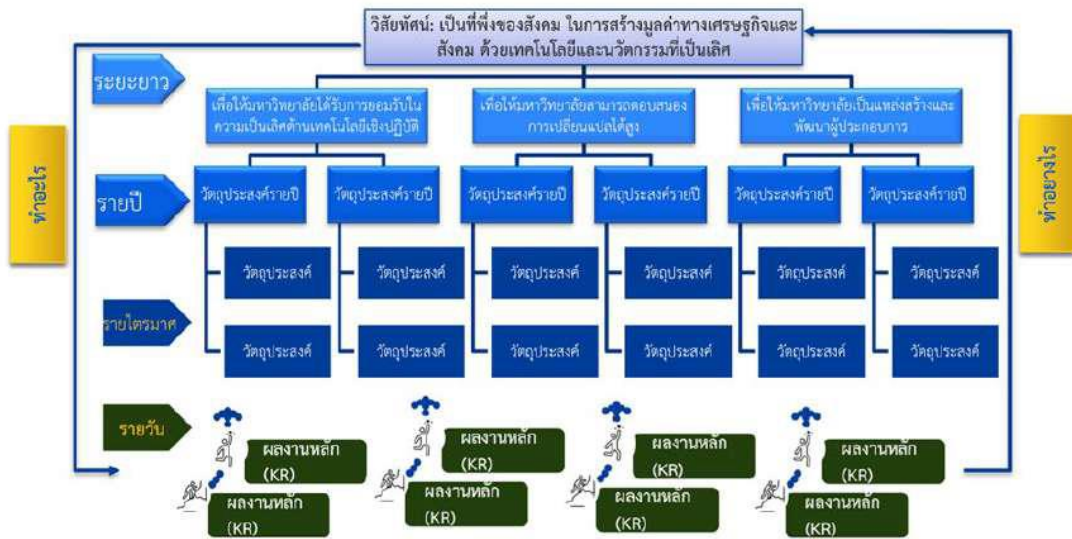 วิสัยทัศน์: เป็นที่พึ่งของสังคม ในการสร้างมูลค่าทางเศรษฐกิจและ
สังคม ด้วยเทคโนโลยีและนวัตกรรมที่เป็นเลิศ
ระยะยาว
เพื่อให้มหาวิทยาลัยได้รับการยอมรับใน
ความเป็นเลิศด้านเทคโนโลยีเชิงปฏิบัติ
เพื่อให้มหาวิทยาลัยสามารถตอบสนอง
การเปลี่ยนแปลได้สูง
เพื่อให้มหาวิทยาลัยเป็นแหล่งสร้างและ
พัฒนาผู้ประกอบการ
ทำอะไร
ทำอย่างไร
รายปี
วัตถุประสงค์รายปี
วัตถุประสงค์รายปี
วัตถุประสงค์รายปี
วัตถุประสงค์รายปี
วัตถุประสงค์รายปี
วัตถุประสงค์รายปี
รายไตรมาศ
วัตถุประสงค์
วัตถุประสงค์
วัตถุประสงค์
วัตถุประสงค์
วัตถุประสงค์
วัตถุประสงค์
วัตถุประสงค์
วัตถุประสงค์
วัตถุประสงค์
วัตถุประสงค์
วัตถุประสงค์
วัตถุประสงค์
รายวัน
ผลงานหลัก
(KR)
ผลงานหลัก
(KR)
ผลงานหลัก
(KR)
ผลงานหลัก
(KR)
ผลงานหลัก
(KR)
ผลงานหลัก
(KR)
ผลงานหลัก
(KR)
ผลงานหลัก
(KR)